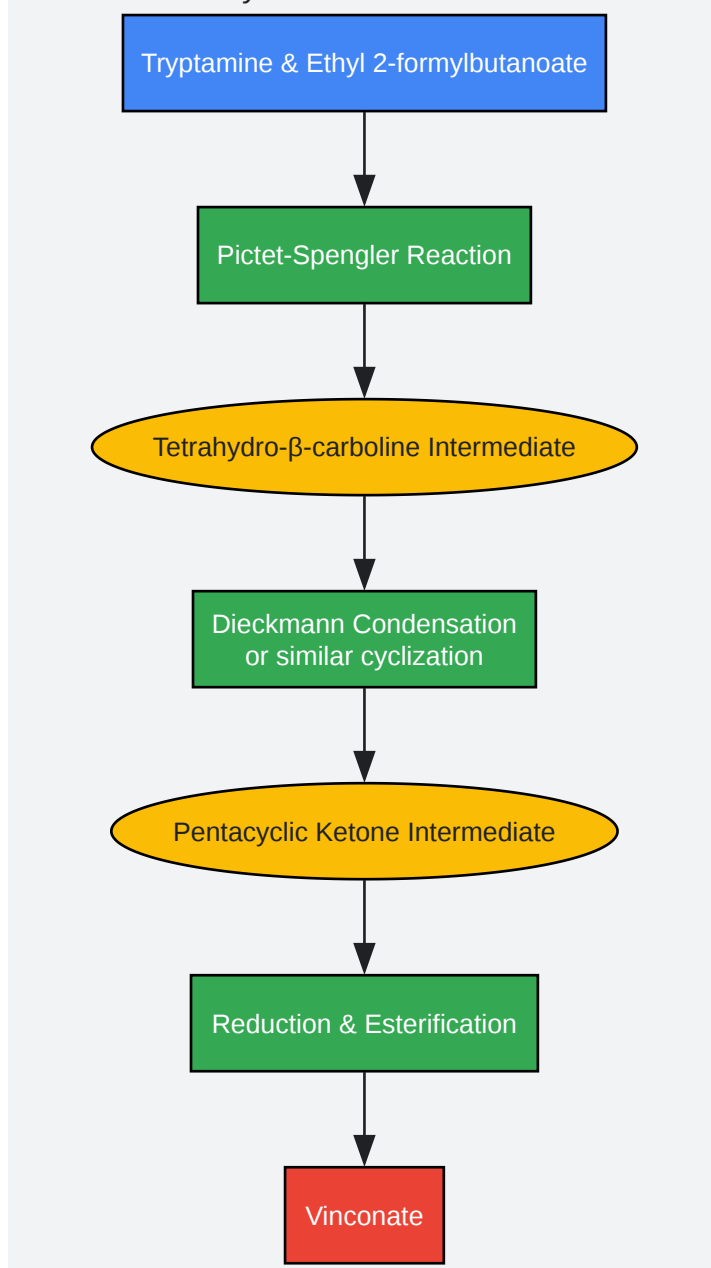 Tryptamine & Ethyl 2-formylbutanoate
Pictet-Spengler Reaction
Tetrahydro-β-carboline Intermediate
Dieckmann Condensation
or similar cyclization
Pentacyclic Ketone Intermediate
Reduction & Esterification
Vinconate